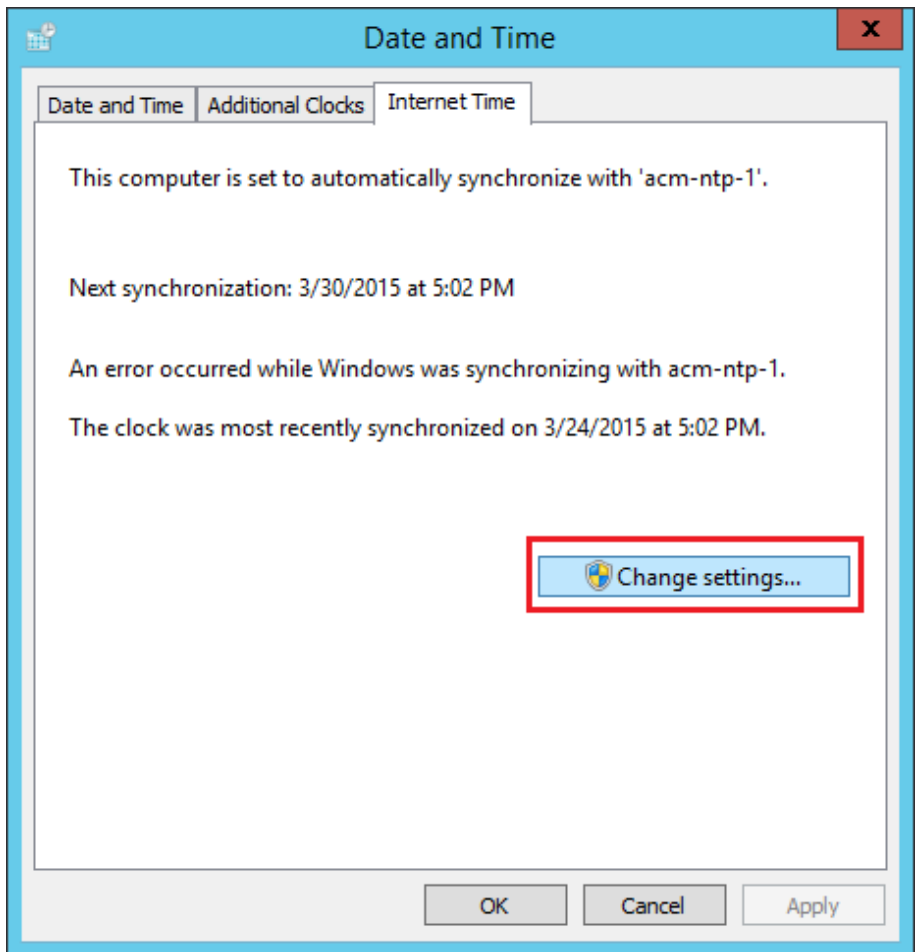 Date and Time
x
Date and Time
Additional Clocks
Internet Time
This computer is set to automatically synchronize with 'acm-ntp-1'.
Next synchronization: 3/30/2015 at 5:02 PM
An error occurred while Windows was synchronizing with acm-ntp-1.
The clock was most recently synchronized on 3/24/2015 at 5:02 PM.
Change settings...
OK
Cancel
Apply